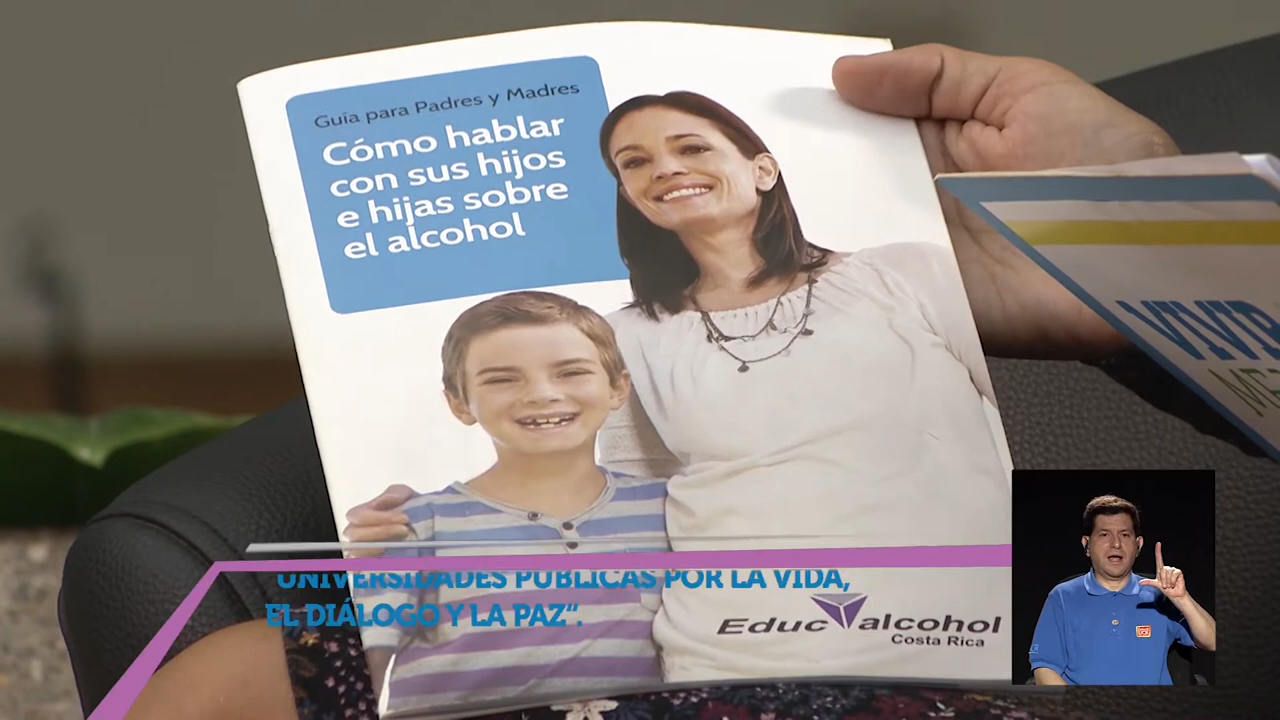 Guía para Padres y Madres
Cómo hablar
con sus hijos
e hijas sobre
el alcohol
UNIVERSIDADES PÚBLICAS POR LA VIDA,
EL DIÁLOGO Y LA PAZ“.
Educ alcohol
Costa Rica